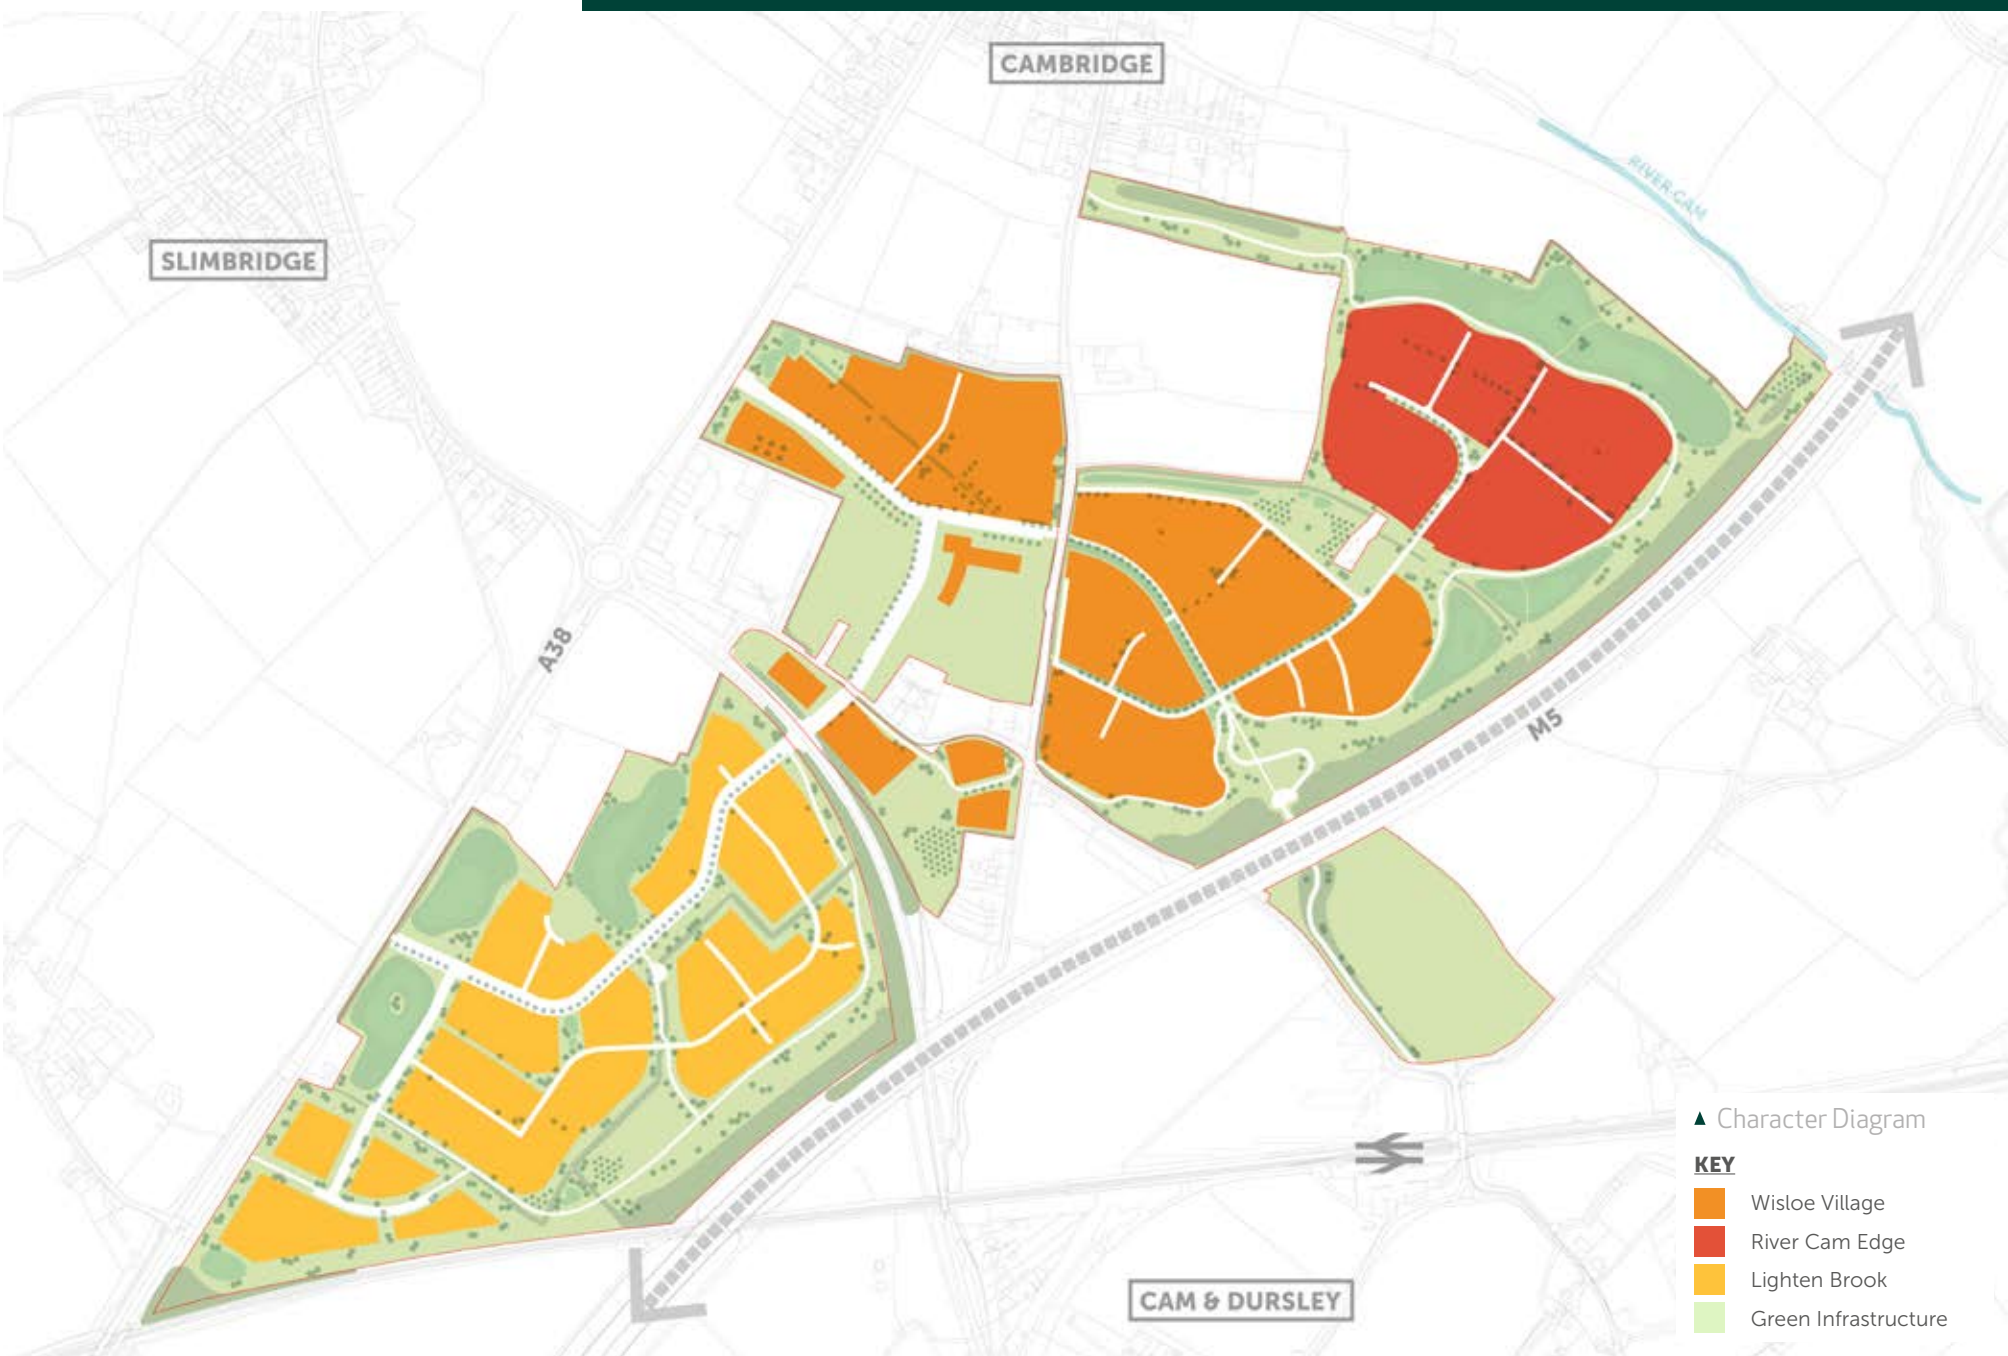 CAMBRIDGE
RIVER CAM
SLIMBRIDGE
A38
M5
▲ Character Diagram
KEY
Wisloe Village
River Cam Edge
Lighten Brook
Green Infrastructure
CAM & DURSLEY